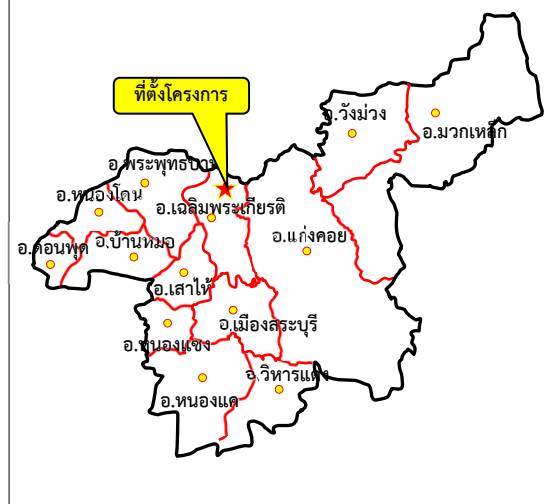 ที่ตั้งโครงการ
อ.วังม่วง
อ.มวกเหล็ก
อ.พระพุทธบาท
อ.หนองโดน
อ.เฉลิมพระเกียรติ
อ.แก่งคอย
อ.ดอนพุด
อ.บ้านหมอ
อ.เสาไห้
อ.เมืองสระบุรี
อ.หนองแซง
อ.วิหารแดง
อ.หนองแค